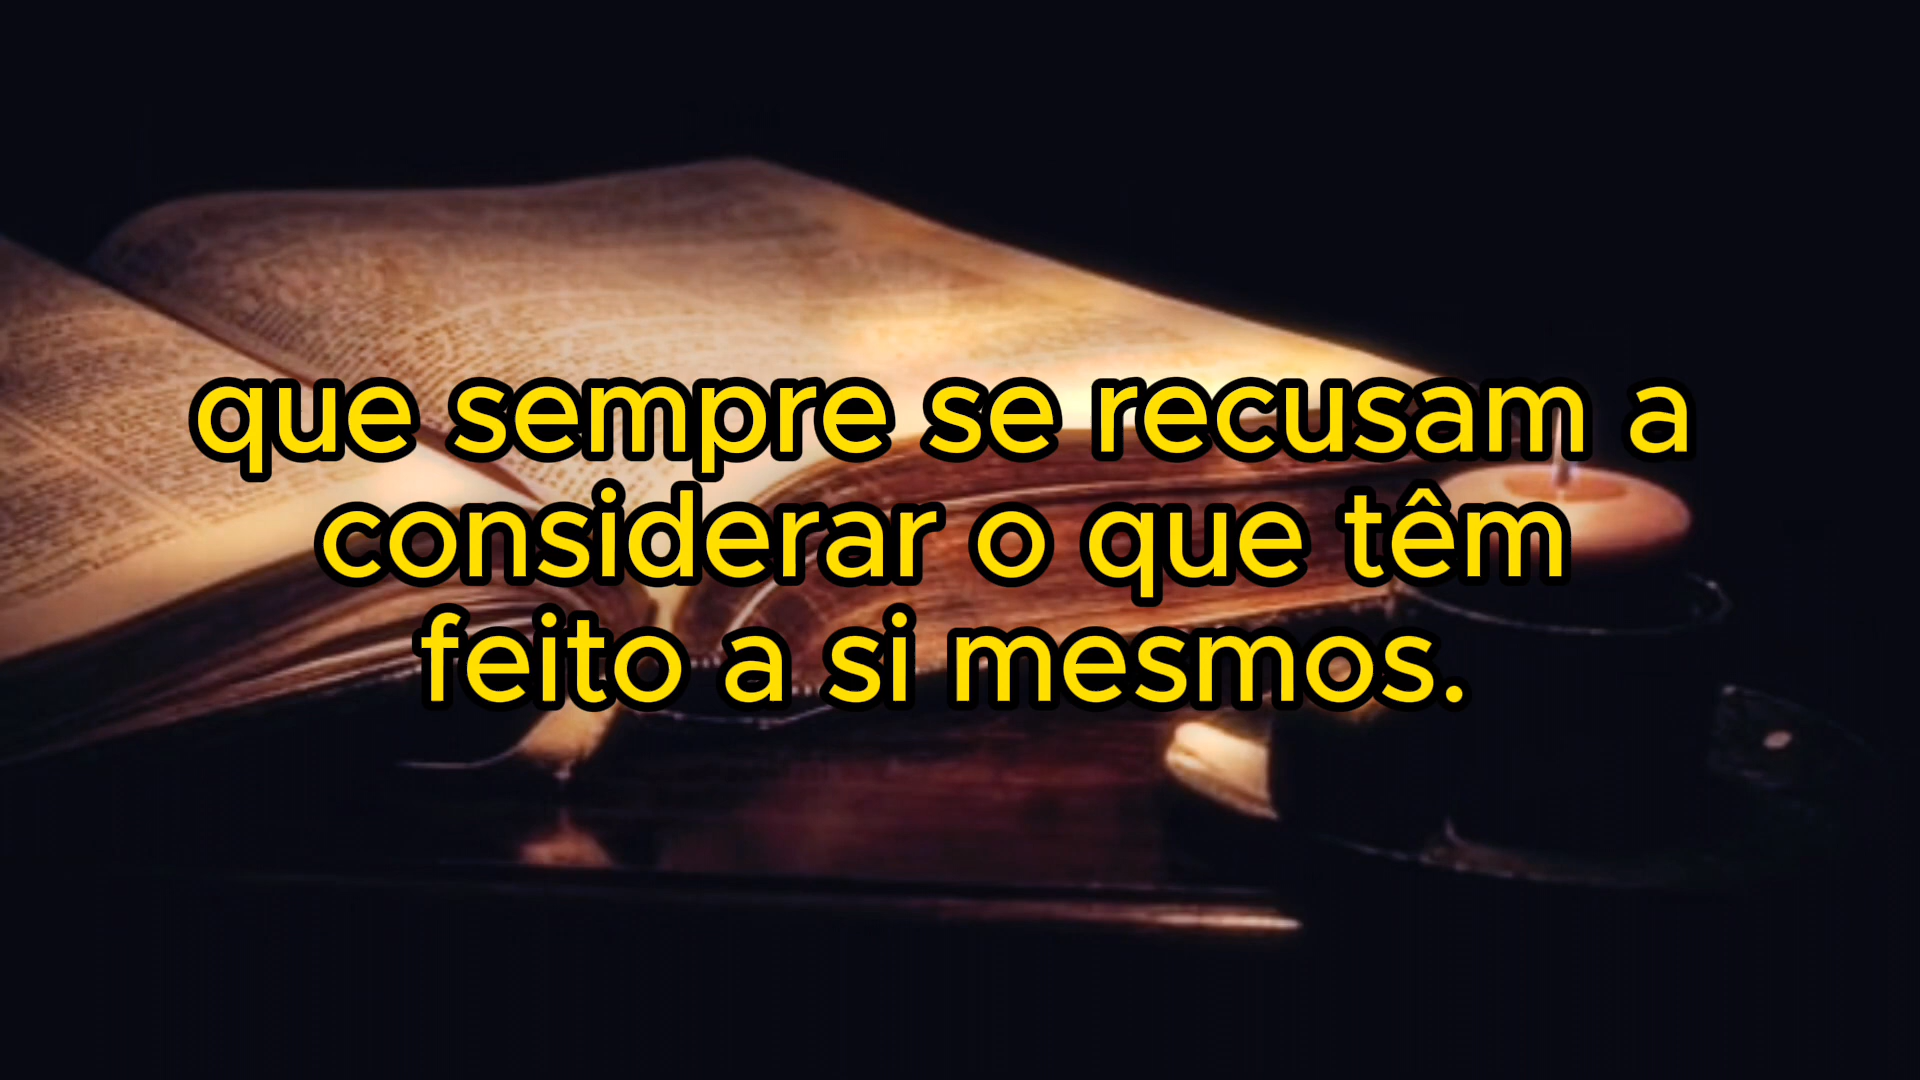 que sempre se recusam a
considerar o que têm
feito a si mesmos.